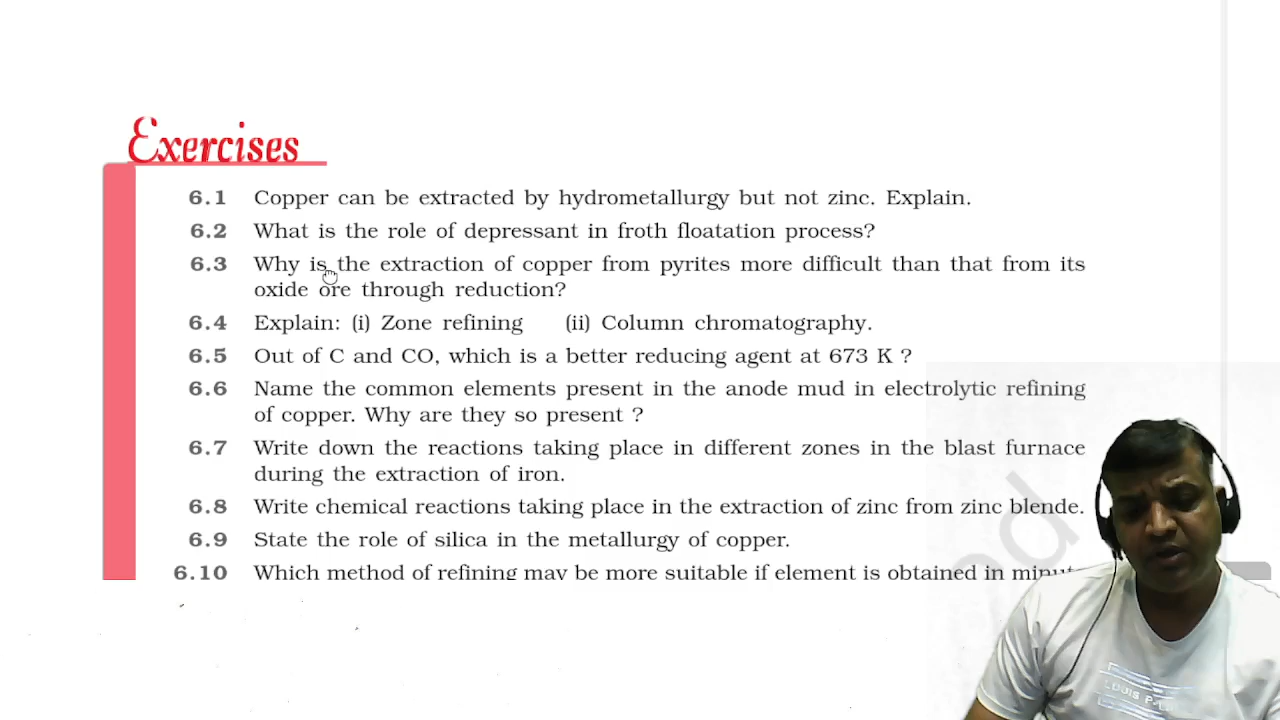 Exercises
6.1 Copper can be extracted by hydrometallurgy but not zinc. Explain.
6.2 What is the role of depressant in froth floatation process?
6.3 Why is the extraction of copper from pyrites more difficult than that from its
oxide ore through reduction?
6.4 Explain: (i) Zone refining (ii) Column chromatography.
6.5 Out of C and CO, which is a better reducing agent at 673 K ?
6.6 Name the common elements present in the anode mud in electrolytic refining
of copper. Why are they so present ?
6.7 Write down the reactions taking place in different zones in the blast furnace
during the extraction of iron.
6.8 Write chemical reactions taking place in the extraction of zinc from zinc blende.
6.9 State the role of silica in the metallurgy of copper.
6.10 Which method of refining may be more suitable if element is obtained in